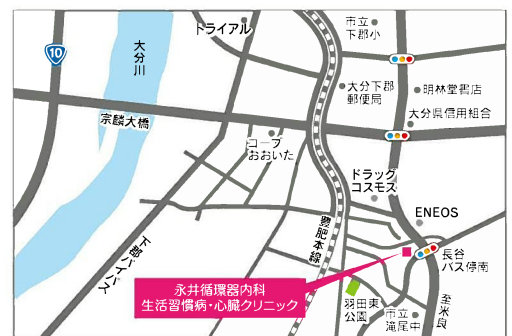 トライアル
市立
下郡小
10
大分川
大分下郡
郵便局
明林堂書店
大分県信用組合
宗麟大橋
コープ
おおいた
ドラッグ
コスモス
ENEOS
豊肥本線
下郡バイパス
長谷
バス停南
永井循環器内科
生活習慣病・心臓クリニック
羽田東
公園
市立
滝尾中
至米良